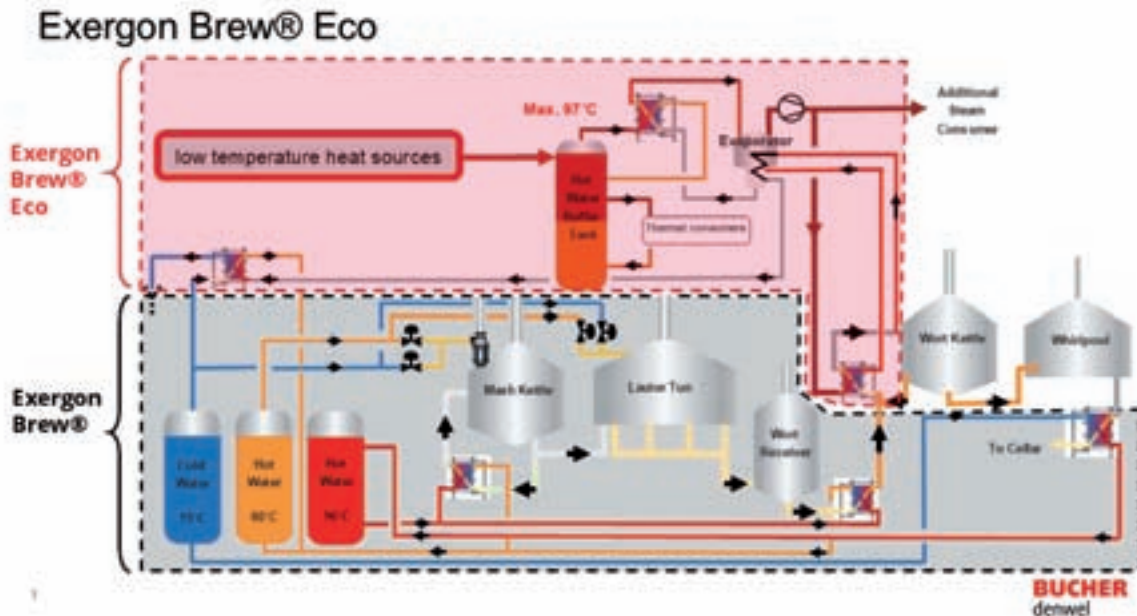 Exergon Brew® Eco
Exergon
Brew®
Eco
low temperature heat sources
Max. 97°C
Hot
Water
Buffer
Tank
Thermal consumers
Evaporator
Additional
Steam
Consumer
Exergon
Brew®
Cold
Water
15°C
Hot
Water
80°C
Hot
Water
96°C
Mash Kettle
Lauter Tun
Wort
Receiver
Wort Kettle
Whirlpool
To Cellar
BUCHER
denwel